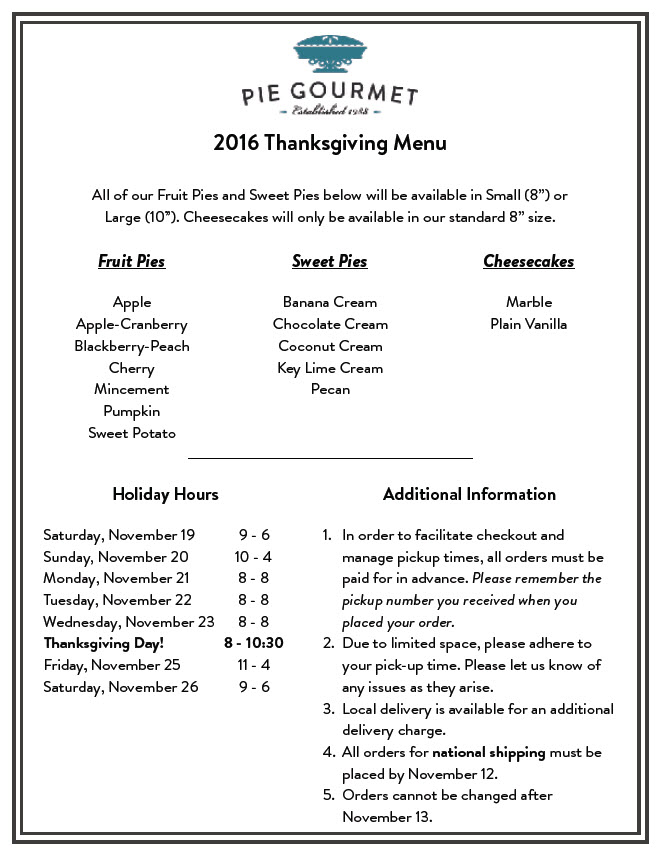 PIE GOURMET
Established 1988
2016 Thanksgiving Menu
All of our Fruit Pies and Sweet Pies below will be available in Small (8”) or
Large (10”). Cheesecakes will only be available in our standard 8” size.
Fruit Pies
Apple
Apple-Cranberry
Blackberry-Peach
Cherry
Mincement
Pumpkin
Sweet Potato
Sweet Pies
Banana Cream
Chocolate Cream
Coconut Cream
Key Lime Cream
Pecan
Cheesecakes
Marble
Plain Vanilla
Holiday Hours
Saturday, November 19 9 - 6
Sunday, November 20 10 - 4
Monday, November 21 8 - 8
Tuesday, November 22 8 - 8
Wednesday, November 23 8 - 8
Thanksgiving Day! 8 - 10:30
Friday, November 25 11 - 4
Saturday, November 26 9 - 6
Additional Information
1. In order to facilitate checkout and
manage pickup times, all orders must be
paid for in advance. Please remember the
pickup number you received when you
placed your order.
2. Due to limited space, please adhere to
your pick-up time. Please let us know of
any issues as they arise.
3. Local delivery is available for an additional
delivery charge.
4. All orders for national shipping must be
placed by November 12.
5. Orders cannot be changed after
November 13.